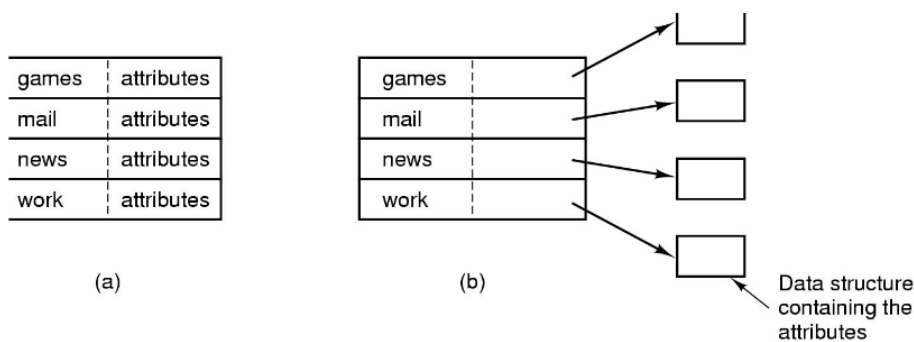 games attributes
mail attributes
news attributes
work attributes
(a)
games
mail
news
work
(b)
Data structure
containing the
attributes